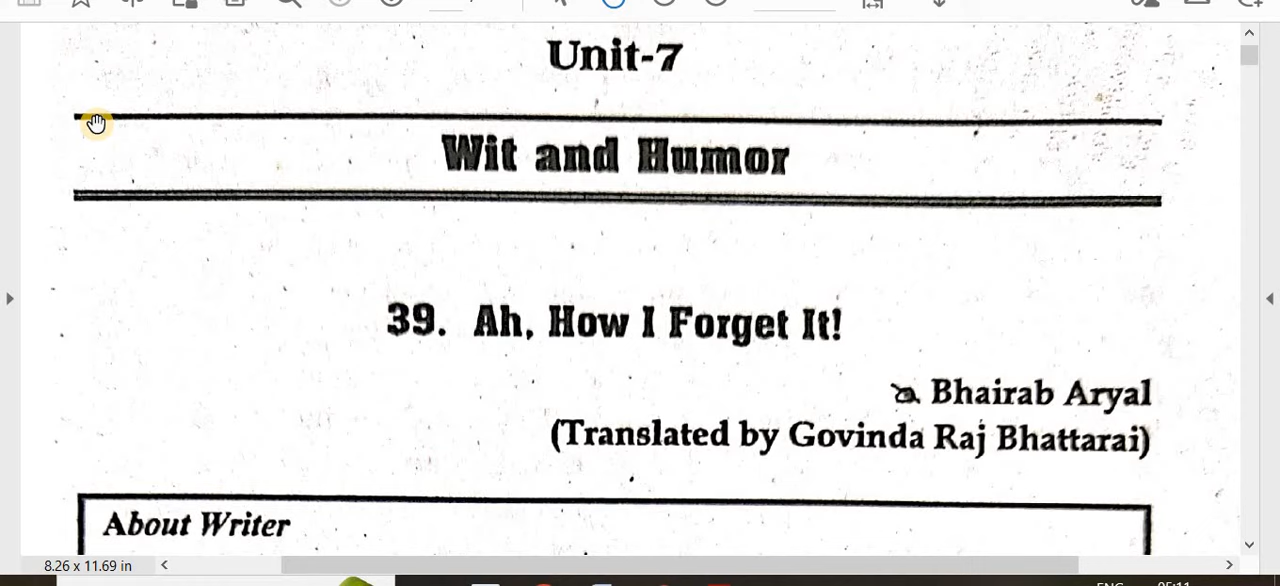 Unit-7
Wit and Humor
39. Ah, How I Forget It!
Bhairab Aryal
(Translated by Govinda Raj Bhattarai)
About Writer
8.26 x 11.69 in